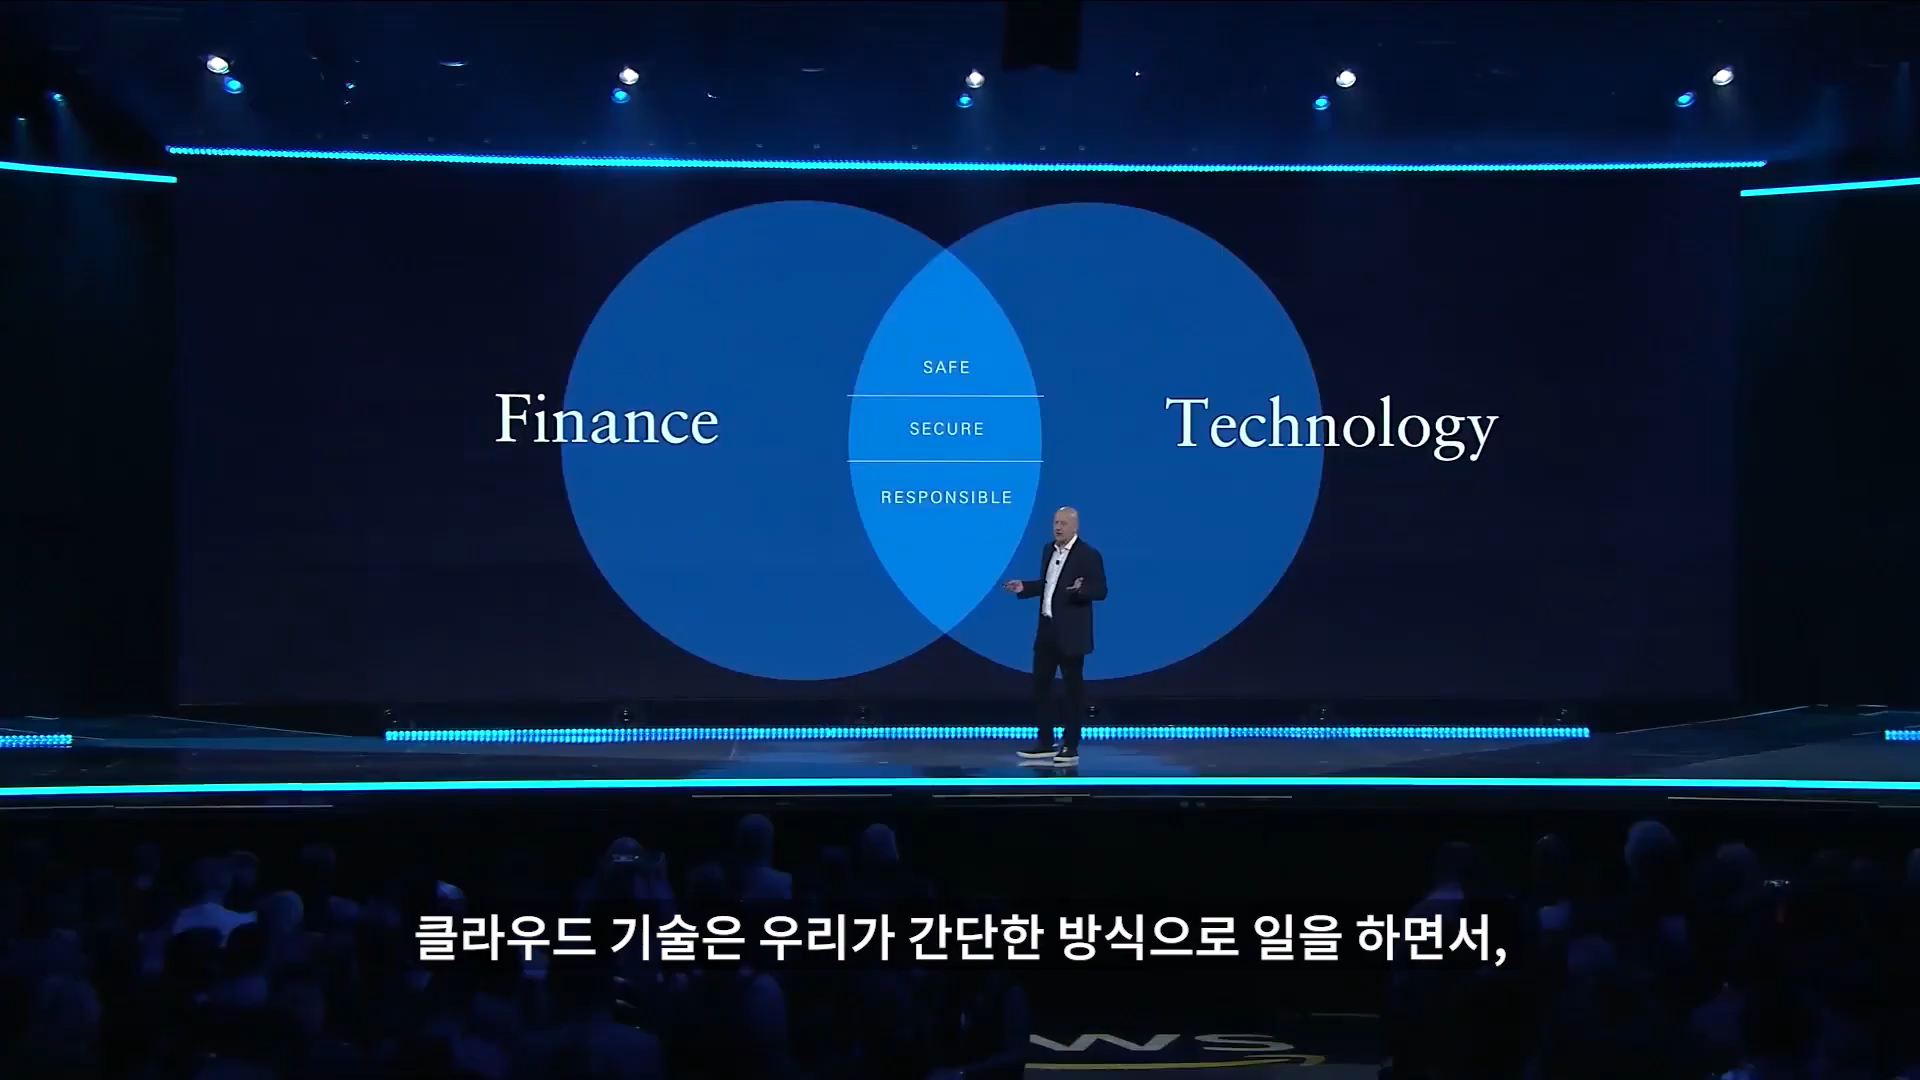 SAFE
Finance
Technology
SECURE
RESPONSIBLE
클라우드 기술은 우리가 간단한 방식으로 일을 하면서,